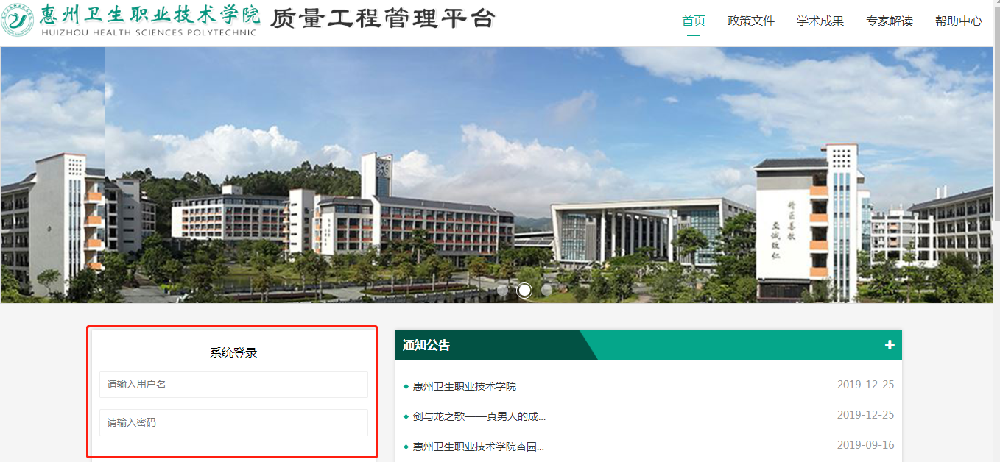 惠州卫生职业技术学院 质量工程管理平台
HUIZHOU HEALTH SCIENCES POLYTECHNIC
首页 政策文件 学术成果 专家解读 帮助中心
至诚致仁
系统登录
请输入用户名
请输入密码
通知公告
惠州卫生职业技术学院 2019-12-25
剑与龙之歌——真男人的成... 2019-12-25
惠州卫生职业技术学院杏园... 2019-09-16